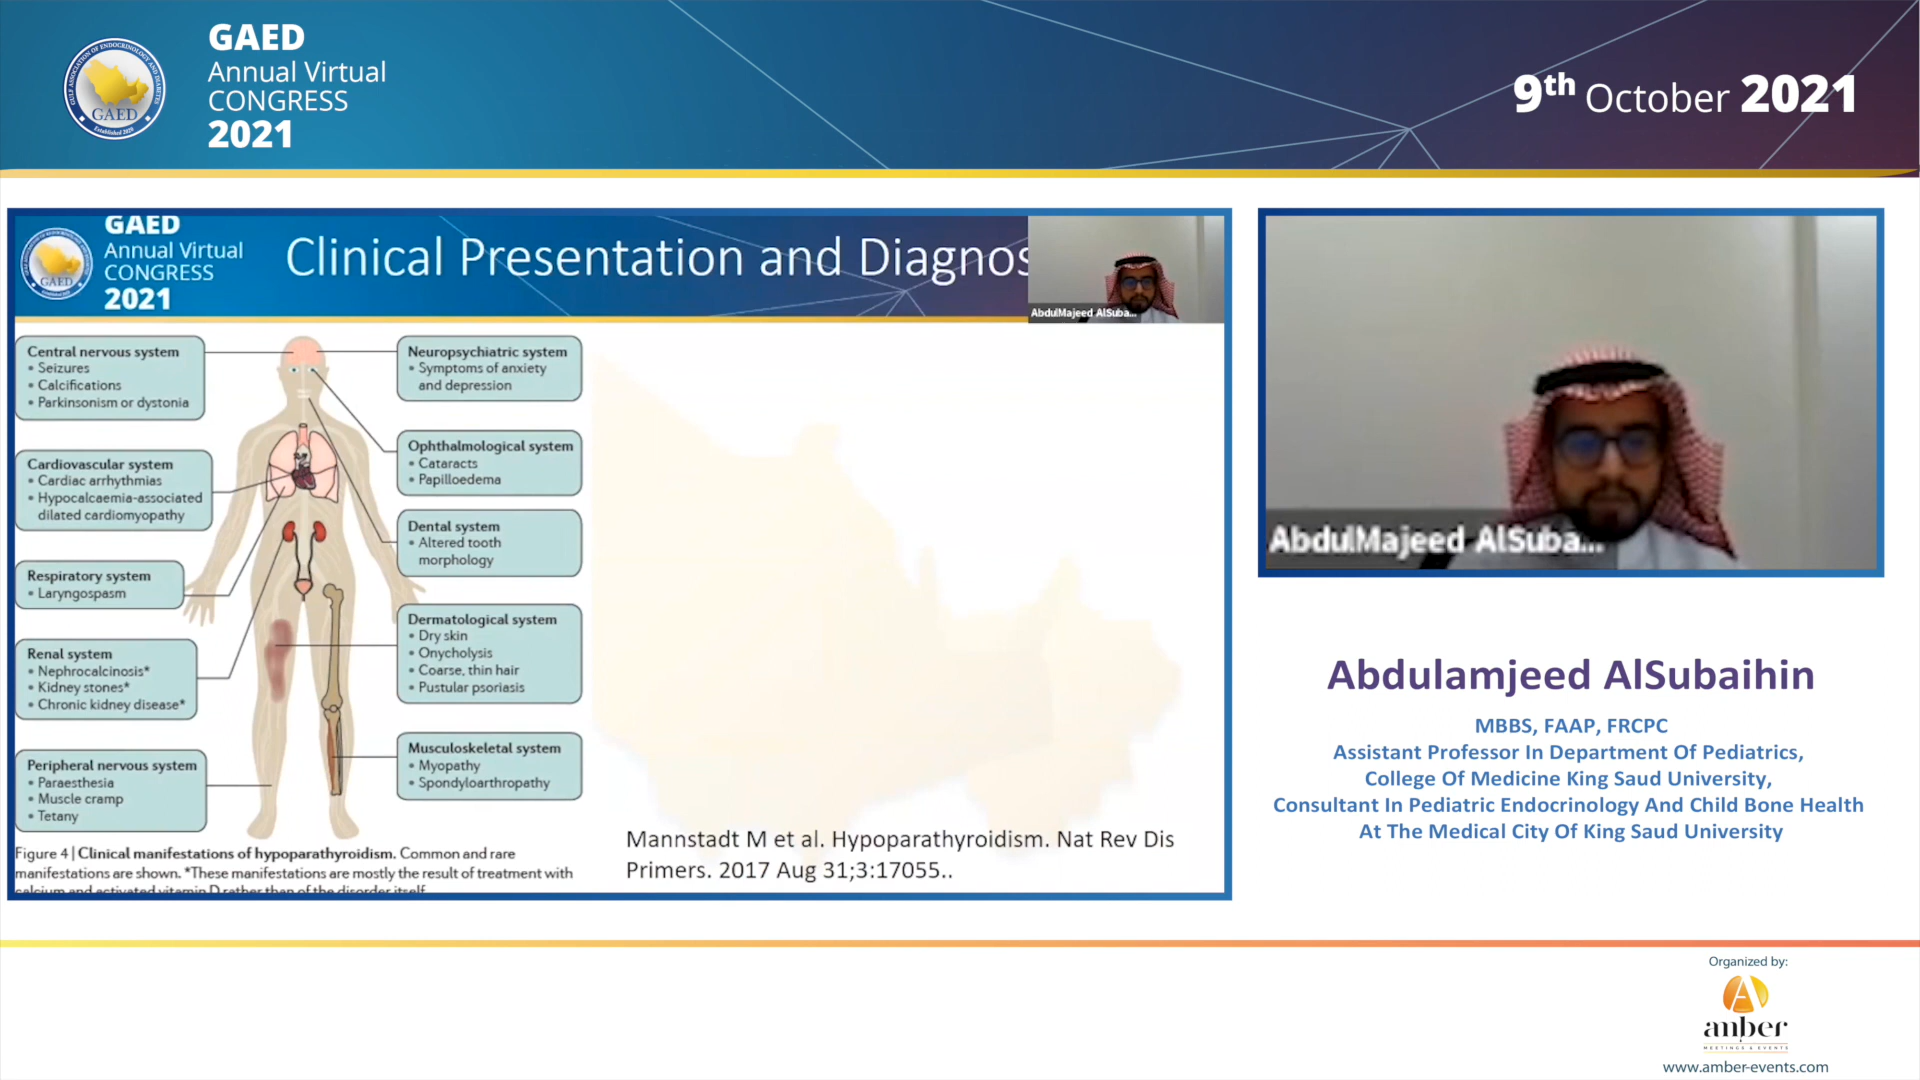 GAED
Annual Virtual
CONGRESS
2021
GULF ASSOCIATION OF ENDOCRINOLOGY AND DIABETES
GAED
Established 2020
9th October 2021
GAED
Annual Virtual
CONGRESS
2021
GAED
Clinical Presentation and Diagnos
AbdulMajeed AlSuba...
Central nervous system
• Seizures
• Calcifications
• Parkinsonism or dystonia
Cardiovascular system
• Cardiac arrhythmias
• Hypocalcaemia-associated
dilated cardiomyopathy
Respiratory system
• Laryngospasm
Renal system
• Nephrocalcinosis*
• Kidney stones*
• Chronic kidney disease*
Peripheral nervous system
• Paraesthesia
• Muscle cramp
• Tetany
Neuropsychiatric system
• Symptoms of anxiety
and depression
Ophthalmological system
• Cataracts
• Papilloedema
Dental system
• Altered tooth
morphology
Dermatological system
• Dry skin
• Onycholysis
• Coarse, thin hair
• Pustular psoriasis
Musculoskeletal system
• Myopathy
• Spondyloarthropathy
Figure 4 | Clinical manifestations of hypoparathyroidism. Common and rare
manifestations are shown. *These manifestations are mostly the result of treatment with
calcium and activated vitamin D rather than of the disorder itself
Mannstadt M et al. Hypoparathyroidism. Nat Rev Dis
Primers. 2017 Aug 31;3:17055..
AbdulMajeed AlSuba...
Abdulamjeed AlSubaihin
MBBS, FAAP, FRCPC
Assistant Professor In Department Of Pediatrics,
College Of Medicine King Saud University,
Consultant In Pediatric Endocrinology And Child Bone Health
At The Medical City Of King Saud University
Organized by:
amber
MEETINGS & EVENTS
www.amber-events.com